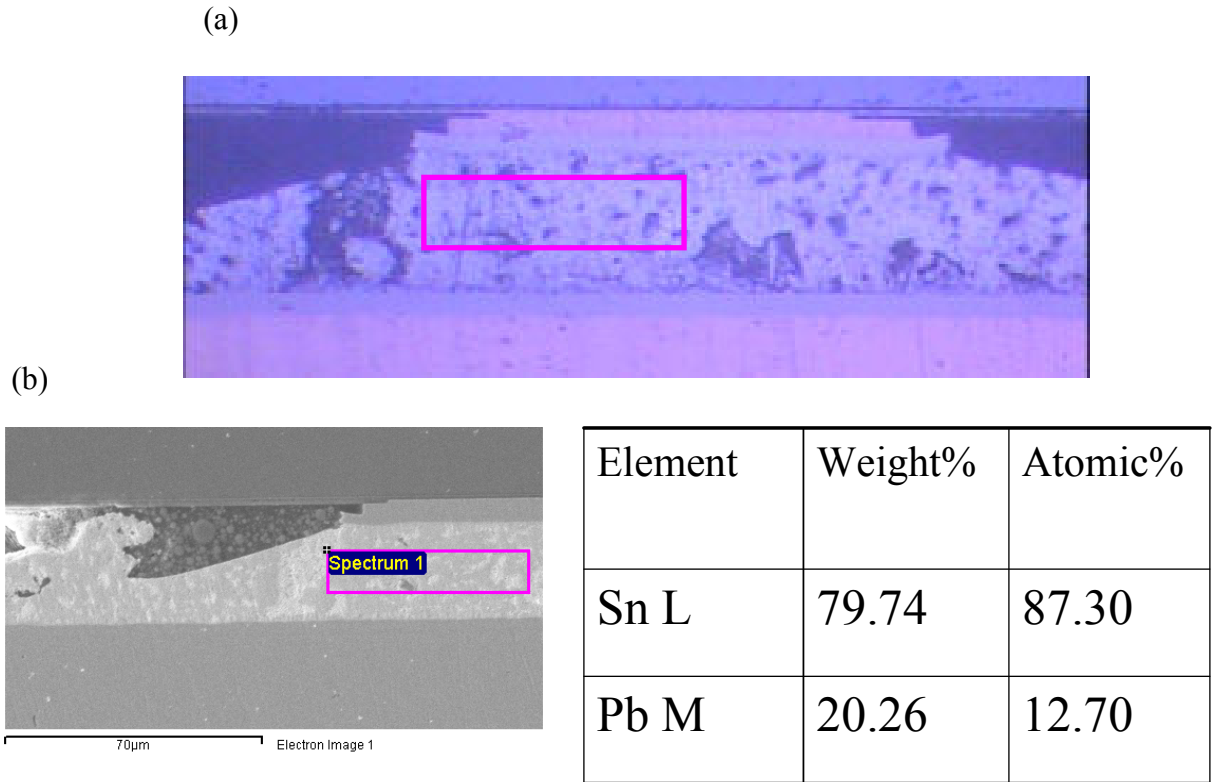 (a)
(b)
Spectrum 1
70µm Electron Image 1
Element Weight% Atomic%
Sn L 79.74 87.30
Pb M 20.26 12.70